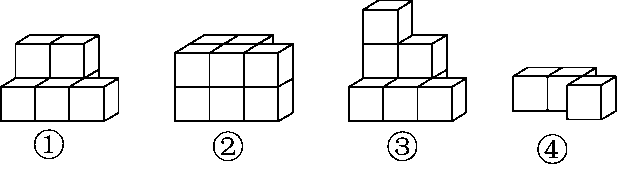 ① ② ③ ④